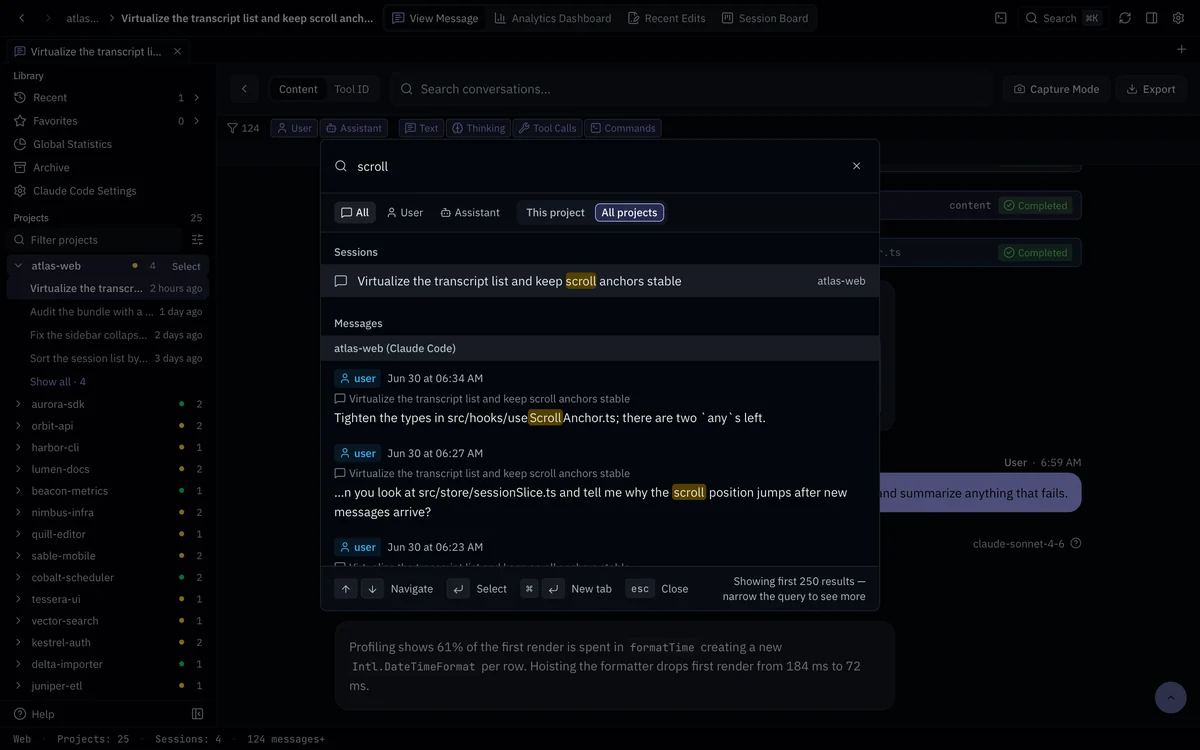 atlas... Virtualize the transcript list and keep scroll anch... View Message Analytics Dashboard Recent Edits Session Board Search ⌘K
Virtualize the transcript li...
Library
Recent 1
Favorites 0
Global Statistics
Archive
Claude Code Settings
Projects 25
Filter projects
atlas-web 4 Select
Virtualize the transcr... 2 hours ago
Audit the bundle with a ... 1 day ago
Fix the sidebar collaps... 2 days ago
Sort the session list by... 3 days ago
Show all · 4
aurora-sdk 2
orbit-api 2
harbor-cli 1
lumen-docs 2
beacon-metrics 1
nimbus-infra 2
quill-editor 1
sable-mobile 2
cobalt-scheduler 2
tessera-ui 1
vector-search 1
kestrel-auth 2
delta-importer 1
juniper-etl 1
Help
Content Tool ID Search conversations... Capture Mode Export
124 User Assistant Text Thinking Tool Calls Commands
content Completed
.ts Completed
User · 6:59 AM
nd summarize anything that fails.
claude-sonnet-4-6
scroll
All User Assistant This project All projects
Sessions
Virtualize the transcript list and keep scroll anchors stable atlas-web
Messages
atlas-web (Claude Code)
user Jun 30 at 06:34 AM
Virtualize the transcript list and keep scroll anchors stable
Tighten the types in src/hooks/useScrollAnchor.ts; there are two `any`s left.
user Jun 30 at 06:27 AM
Virtualize the transcript list and keep scroll anchors stable
...n you look at src/store/sessionSlice.ts and tell me why the scroll position jumps after new
messages arrive?
user Jun 30 at 06:23 AM
Navigate Select ⌘ New tab esc Close
Showing first 250 results —
narrow the query to see more
Profiling shows 61% of the first render is spent in formatTime creating a new
Intl.DateTimeFormat per row. Hoisting the formatter drops first render from 184 ms to 72
ms.
Web · Projects: 25 · Sessions: 4 · 124 messages+